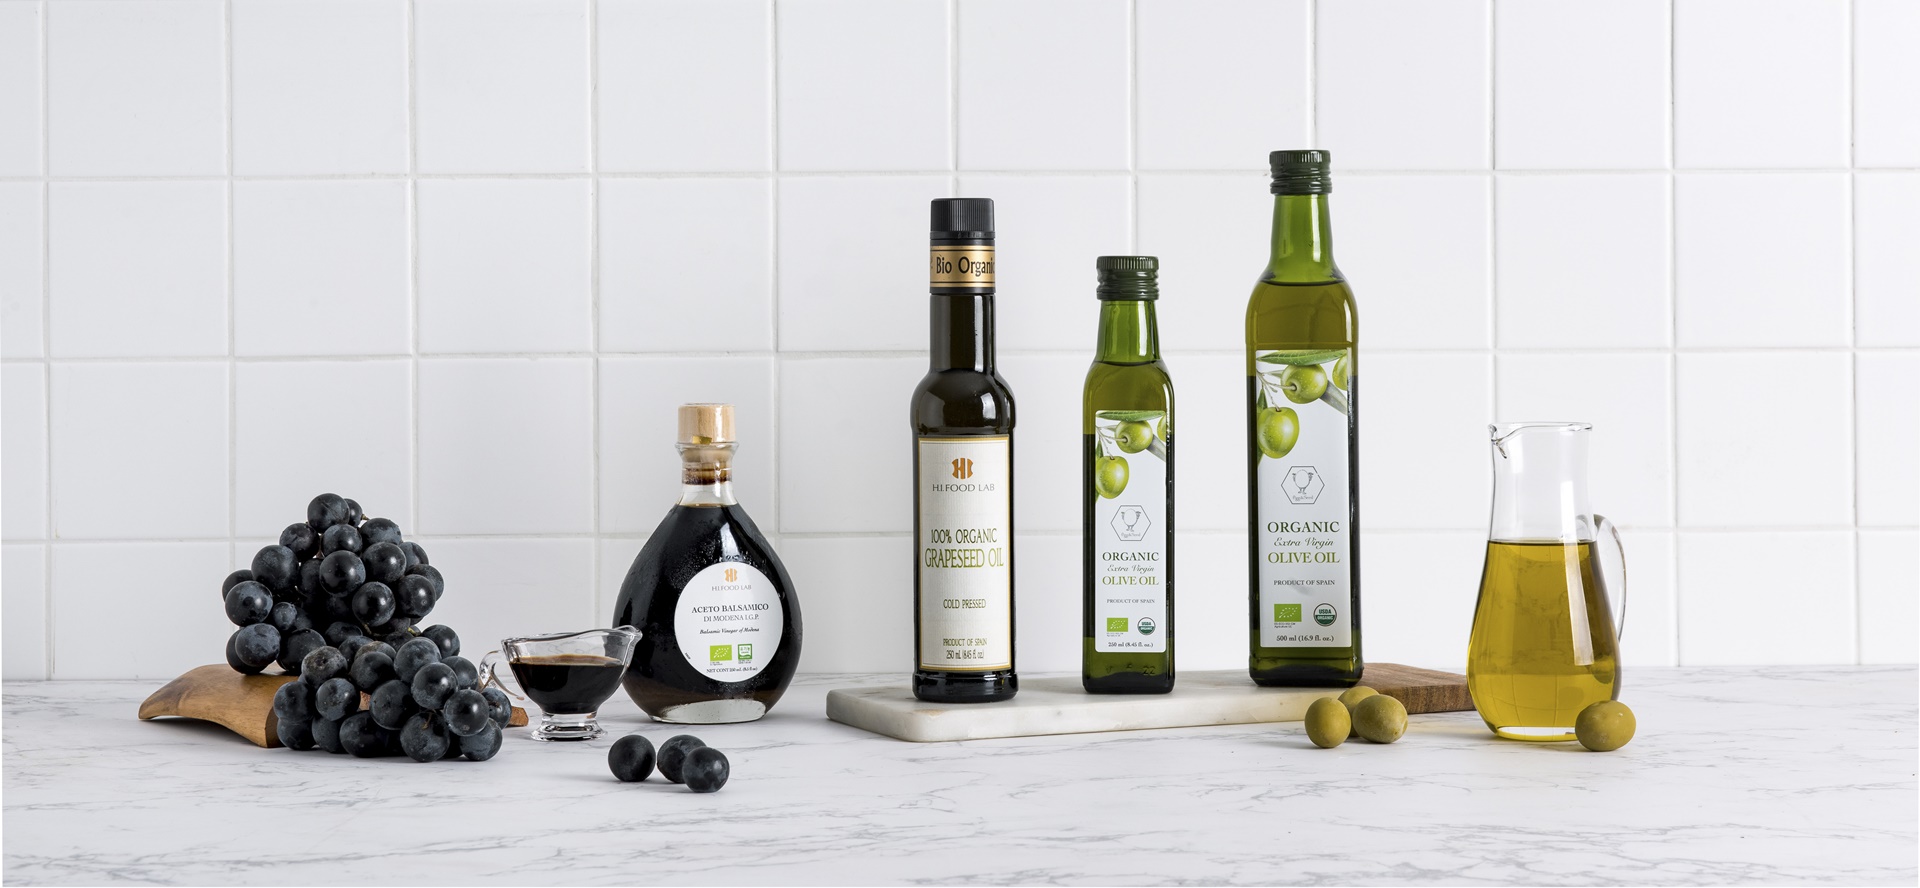 H.I.FOOD LAB
ACETO BALSAMICO
DI MODENA I.G.P.
Balsamic Vinegar of Modena
Bio Organic
H.I.FOOD LAB
100% ORGANIC
GRAPESEED OIL
COLD PRESSED
PRODUCT OF SPAIN
250 ml (8.45 fl. oz)
ORGANIC
Extra Virgin
OLIVE OIL
PRODUCT OF SPAIN
USDA
ORGANIC
250 ml (8.45 fl. oz.)
22
ORGANIC
Extra Virgin
OLIVE OIL
PRODUCT OF SPAIN
USDA
ORGANIC
500 ml (16.9 fl. oz.)